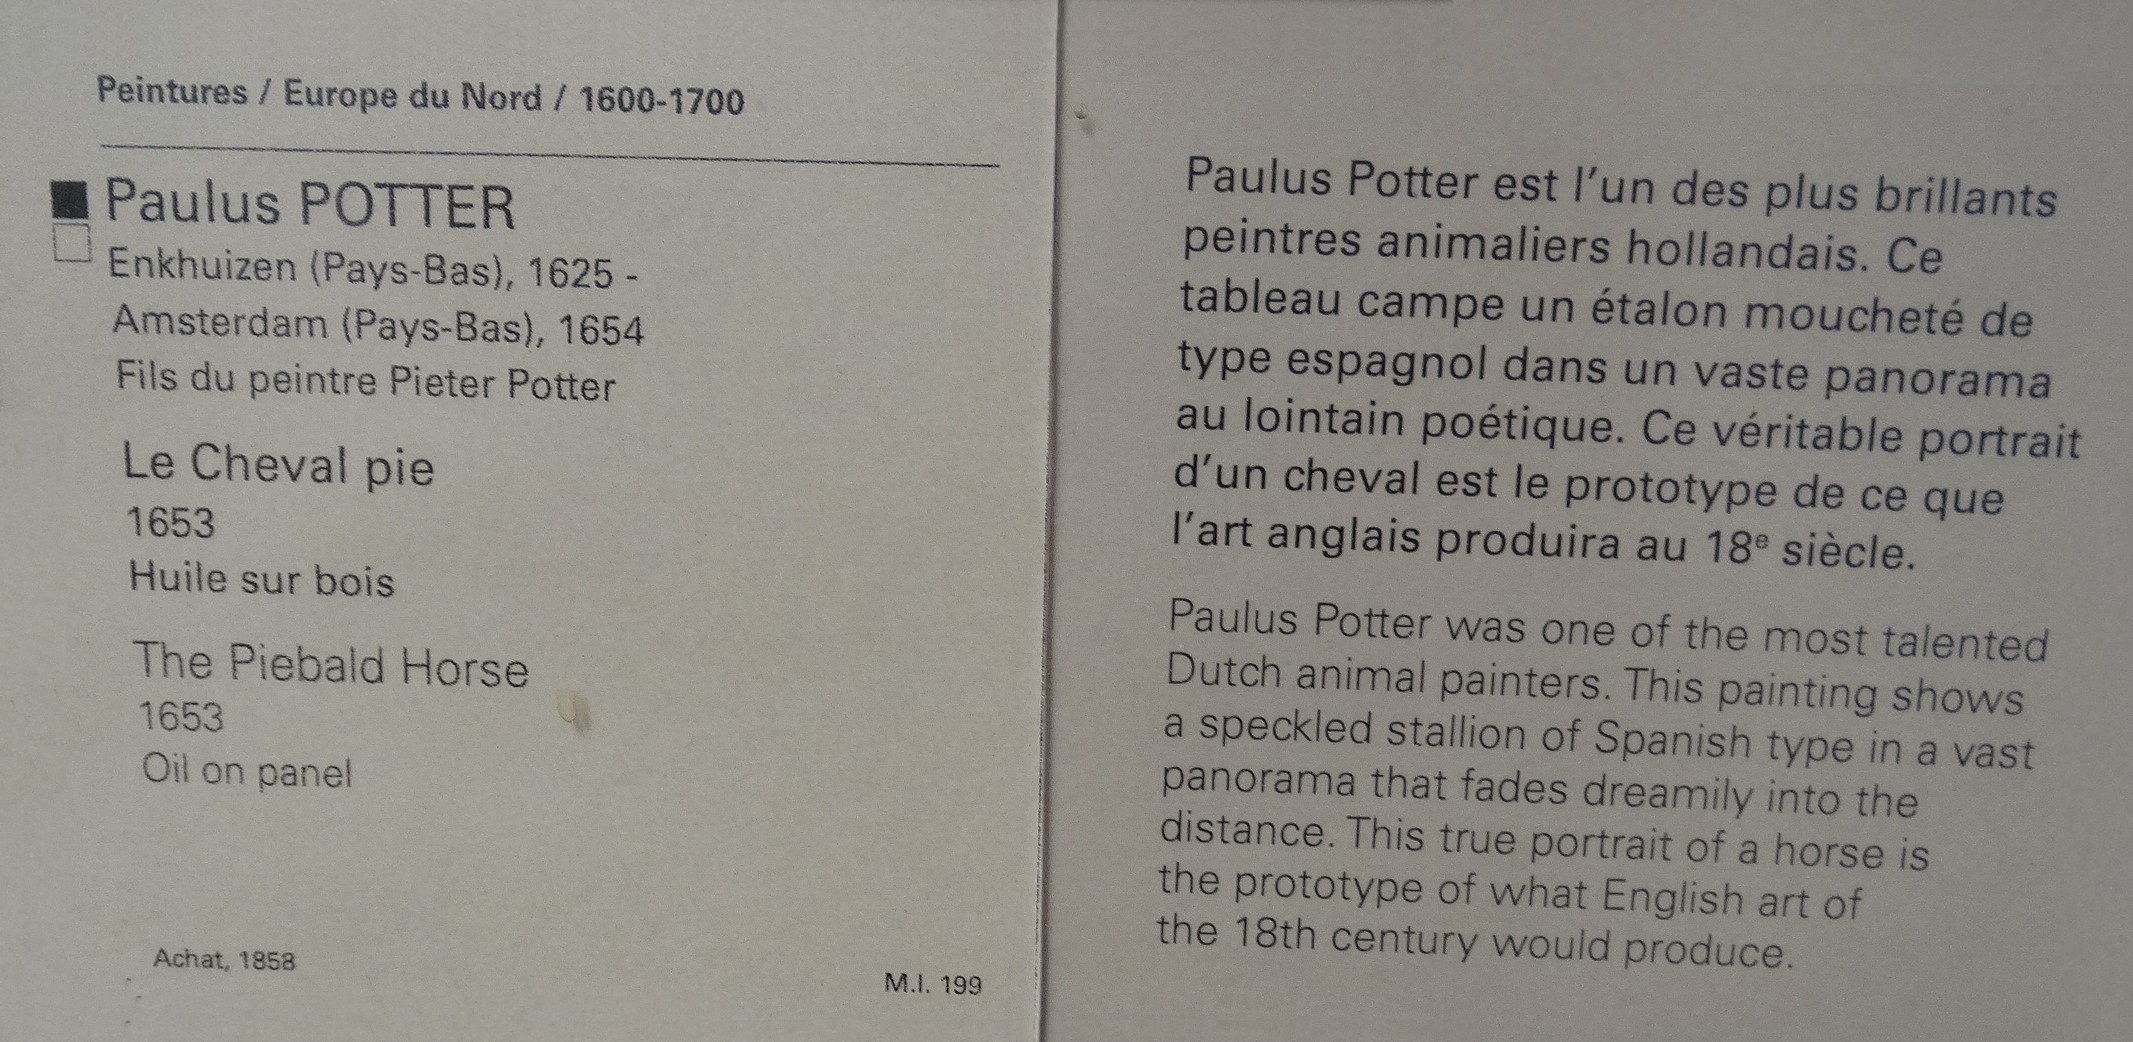 Peintures / Europe du Nord / 1600-1700
Paulus POTTER
Enkhuizen (Pays-Bas), 1625 -
Amsterdam (Pays-Bas), 1654
Fils du peintre Pieter Potter
Le Cheval pie
1653
Huile sur bois
The Piebald Horse
1653
Oil on panel
Achat, 1858
M.I. 199
Paulus Potter est l'un des plus brillants
peintres animaliers hollandais. Ce
tableau campe un étalon moucheté de
type espagnol dans un vaste panorama
au lointain poétique. Ce véritable portrait
d'un cheval est le prototype de ce que
l'art anglais produira au 18e siècle.
Paulus Potter was one of the most talented
Dutch animal painters. This painting shows
a speckled stallion of Spanish type in a vast
panorama that fades dreamily into the
distance. This true portrait of a horse is
the prototype of what English art of
the 18th century would produce.